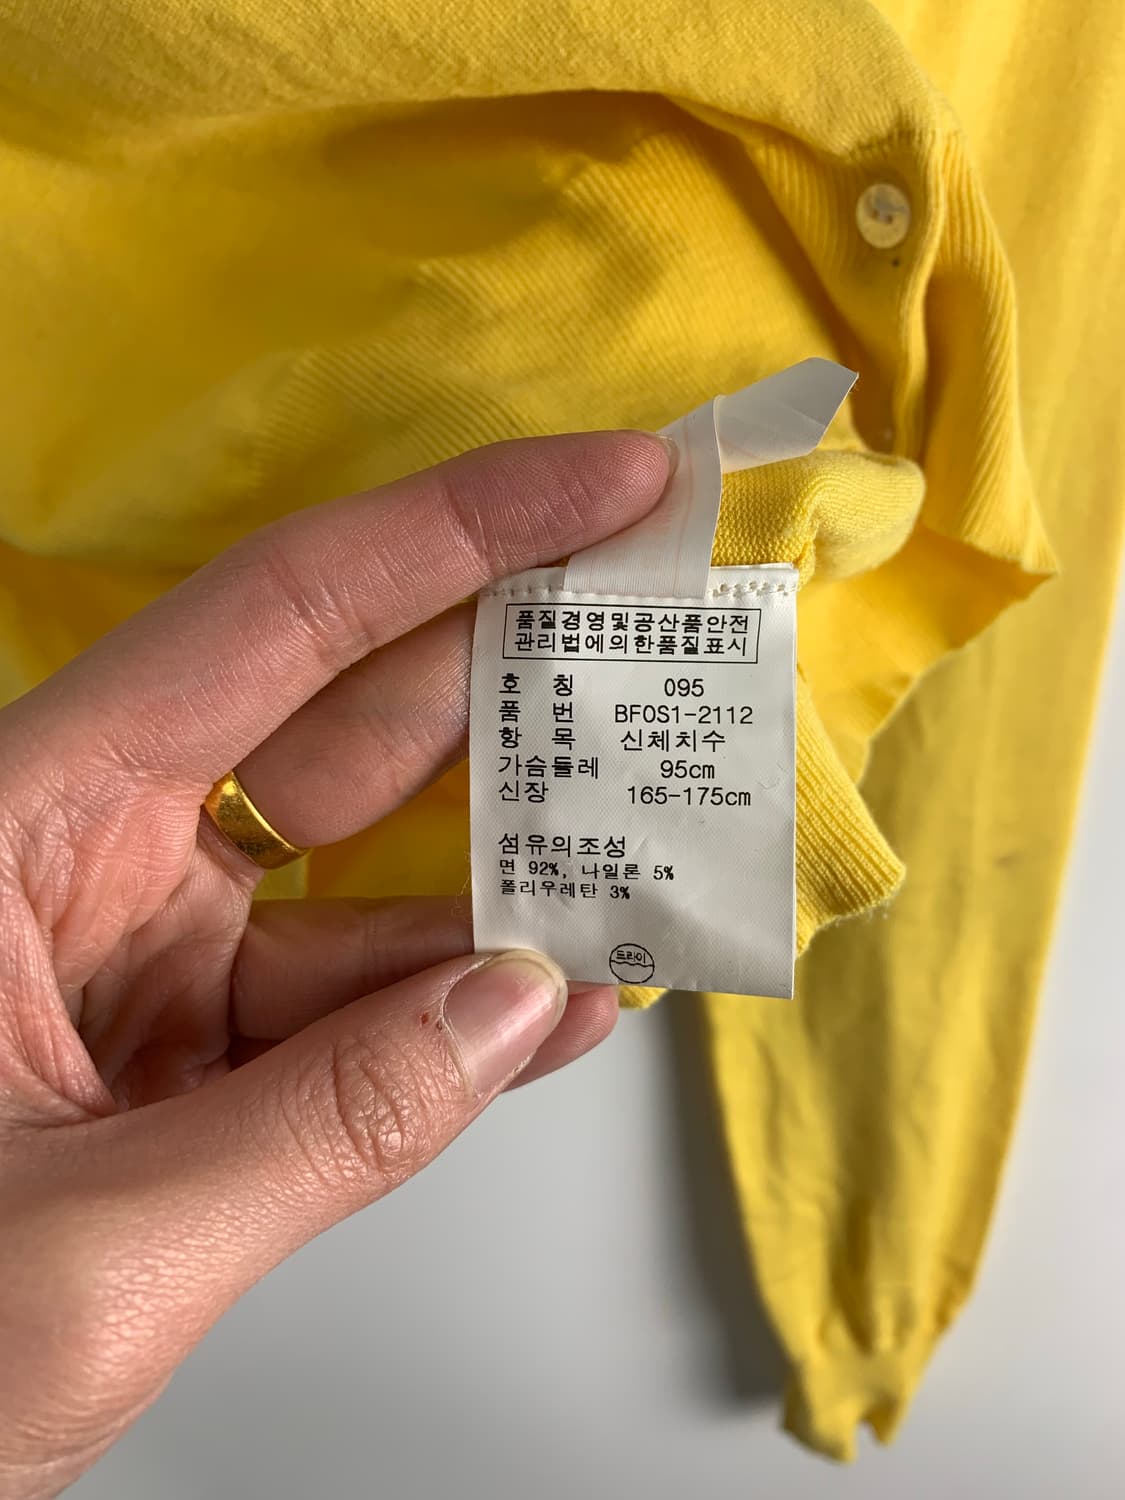 품질경영및공산품안전
관리법에의한품질표시
호 칭 095
품 번 BF0S1-2112
항 목 신체치수
가슴둘레 95cm
신장 165-175cm
섬유의조성
면 92%, 나일론 5%
폴리우레탄 3%
드라이